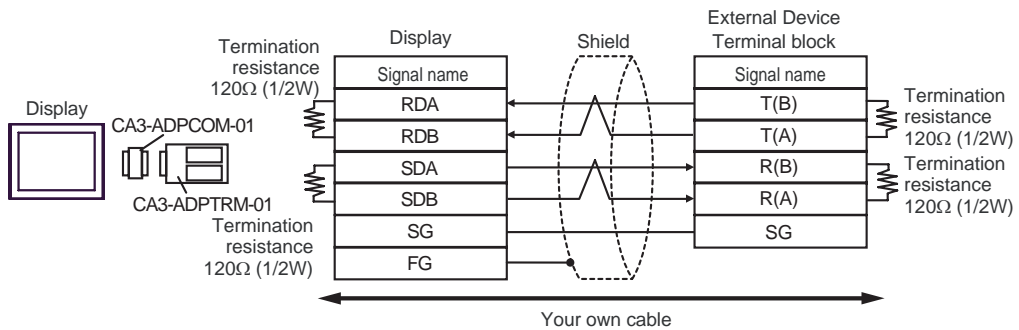 Display
CA3-ADPCOM-01
CA3-ADPTRM-01
Termination
resistance
120Ω (1/2W)
Termination
resistance
120Ω (1/2W)
Display
Signal name
RDA
RDB
SDA
SDB
SG
FG
Shield
External Device
Terminal block
Signal name
T(B)
T(A)
R(B)
R(A)
SG
Termination
resistance
120Ω (1/2W)
Termination
resistance
120Ω (1/2W)
Your own cable